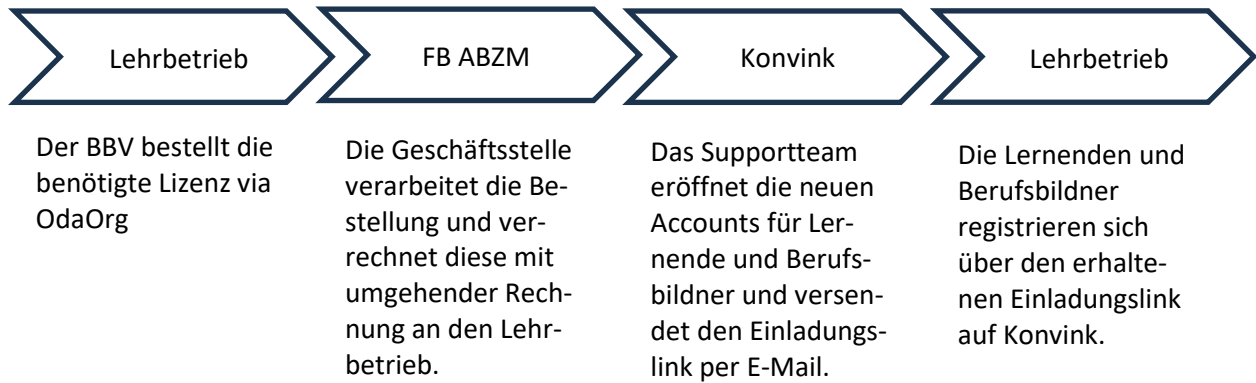 Lehrbetrieb
FB ABZM
Konvink
Lehrbetrieb
Der BBV bestellt die
benötigte Lizenz via
OdaOrg
Die Geschäftsstelle
verarbeitet die Be-
stellung und ver-
rechnet diese mit
umgehender Rech-
nung an den Lehr-
betrieb.
Das Supportteam
eröffnet die neuen
Accounts für Ler-
nende und Berufs-
bildner und versen-
det den Einladungs-
link per E-Mail.
Die Lernenden und
Berufsbildner
registrieren sich
über den erhalte-
nen Einladungslink
auf Konvink.